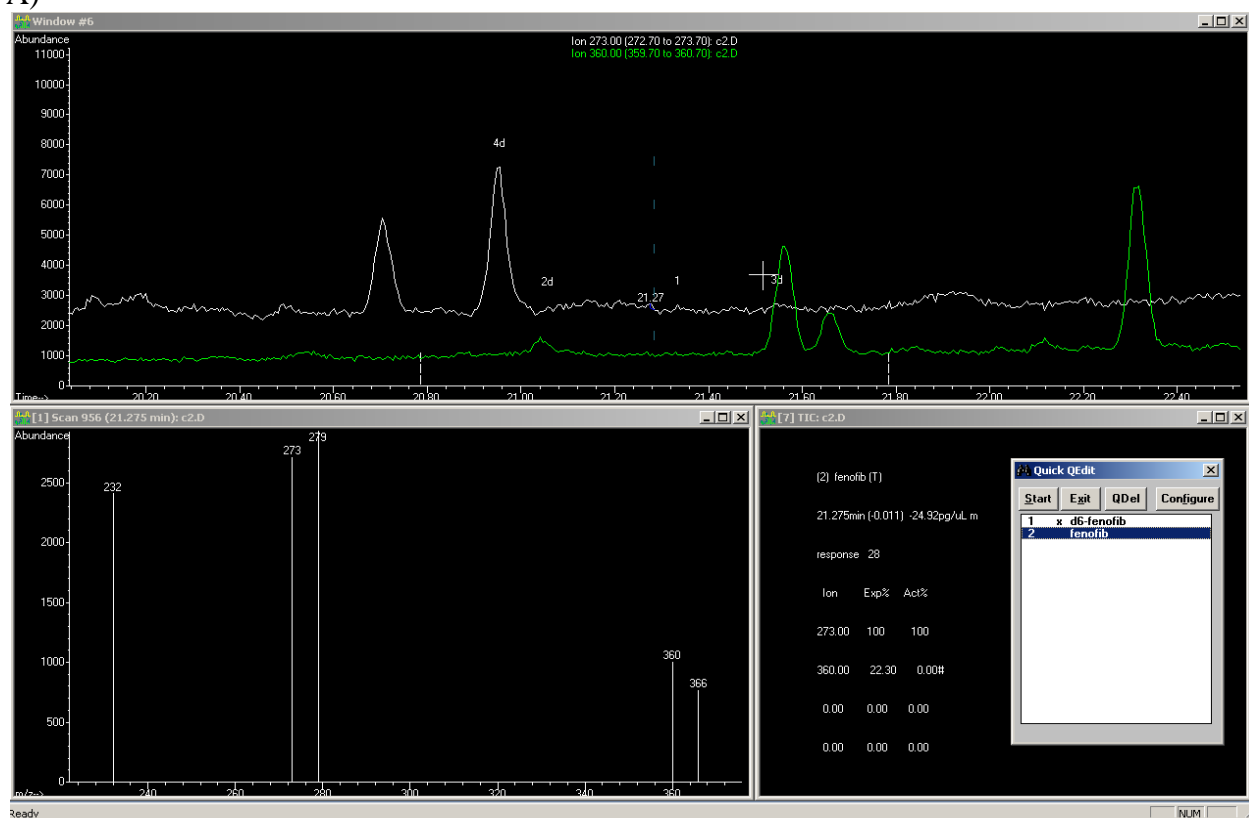 A)
Window #6
Abundance
Ion 273.00 (272.70 to 273.70): c2.D
Ion 360.00 (359.70 to 360.70): c2.D
11000
10000
9000
8000
7000
6000
5000
4000
3000
2000
1000
0
4d
2d
1
3d
21.27
Time-->
20.20 20.40 20.60 20.80 21.00 21.20 21.40 21.60 21.80 22.00 22.20 22.40
[1] Scan 956 (21.275 min): c2.D
Abundance
2500
2000
1500
1000
500
0
232
273
279
360
366
m/z-->
240 260 280 300 320 340 360
[7] TIC: c2.D
(2) fenofib (T)
21.275min (-0.011) -24.92pg/uL m
response 28
Ion Exp% Act%
273.00 100 100
360.00 22.30 0.00#
0.00 0.00 0.00
0.00 0.00 0.00
Quick QEdit
Start Exit QDel Configure
1 x d6-fenofib
2 fenofib
Ready
NUM